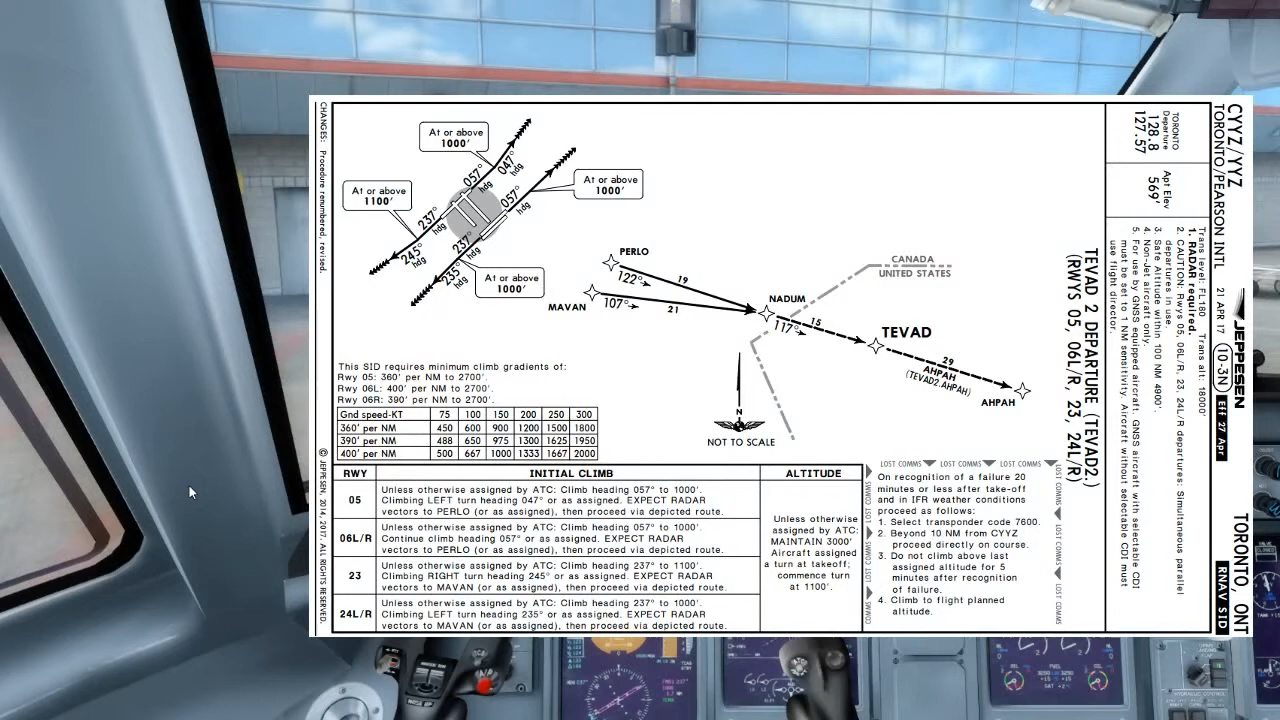 CYYZ/YYZ
TORONTO/PEARSON INTL
JEPPESEN
21 APR 17
10-3N
Eff 27 Apr
TORONTO, ONT
RNAV SID
TORONTO
Departure
128.8
127.57
Apt Elev
569'
Trans level: FL180 Trans alt: 18000'
1. RADAR required.
2. CAUTION: Rwys 05, 06L/R, 23, 24L/R departures: Simultaneous parallel
departures in use.
3. Safe Altitude within 100 NM 4900'.
4. Non-Jet aircraft only.
5. For use by GNSS equipped aircraft. GNSS aircraft with selectable CDI
must be set to 1 NM sensitivity. Aircraft without selectable CDI must
use flight director.
TEVAD 2 DEPARTURE (TEVAD2.)
(RWYS 05, 06L/R, 23, 24L/R)
At or above
1000'
047°
hdg
057°
hdg
At or above
1000'
057°
hdg
At or above
1100'
237°
hdg
245°
hdg
237°
hdg
235°
hdg
At or above
1000'
PERLO
122°
19
MAVAN
107°
21
NADUM
117°
15
CANADA
UNITED STATES
TEVAD
29
AHPAH
(TEVAD2.AHPAH)
AHPAH
N
NOT TO SCALE
This SID requires minimum climb gradients of:
Rwy 05: 360' per NM to 2700'.
Rwy 06L: 400' per NM to 2700'.
Rwy 06R: 390' per NM to 2700'.
Gnd speed-KT 75 100 150 200 250 300
360' per NM 450 600 900 1200 1500 1800
390' per NM 488 650 975 1300 1625 1950
400' per NM 500 667 1000 1333 1667 2000
RWY INITIAL CLIMB ALTITUDE
05
Unless otherwise assigned by ATC: Climb heading 057° to 1000'.
Climbing LEFT turn heading 047° or as assigned. EXPECT RADAR
vectors to PERLO (or as assigned), then proceed via depicted route.
06L/R
Unless otherwise assigned by ATC: Climb heading 057° to 1000'.
Continue climb heading 057° or as assigned. EXPECT RADAR
vectors to PERLO (or as assigned), then proceed via depicted route.
23
Unless otherwise assigned by ATC: Climb heading 237° to 1100'.
Climbing RIGHT turn heading 245° or as assigned. EXPECT RADAR
vectors to MAVAN (or as assigned), then proceed via depicted route.
24L/R
Unless otherwise assigned by ATC: Climb heading 237° to 1000'.
Climbing LEFT turn heading 235° or as assigned. EXPECT RADAR
vectors to MAVAN (or as assigned), then proceed via depicted route.
Unless otherwise
assigned by ATC:
MAINTAIN 3000'
Aircraft assigned
a turn at takeoff;
commence turn
at 1100'.
LOST COMMS LOST COMMS LOST COMMS
LOST COMMS LOST COMMS
LOST COMMS LOST COMMS
On recognition of a failure 20
minutes or less after take-off
and in IFR weather conditions
proceed as follows:
1. Select transponder code 7600.
2. Beyond 10 NM from CYYZ
proceed directly on course.
3. Do not climb above last
assigned altitude for 5
minutes after recognition
of failure.
4. Climb to flight planned
altitude.
CHANGES: Procedure renumbered, revised.
© JEPPESEN, 2014, 2017. ALL RIGHTS RESERVED.